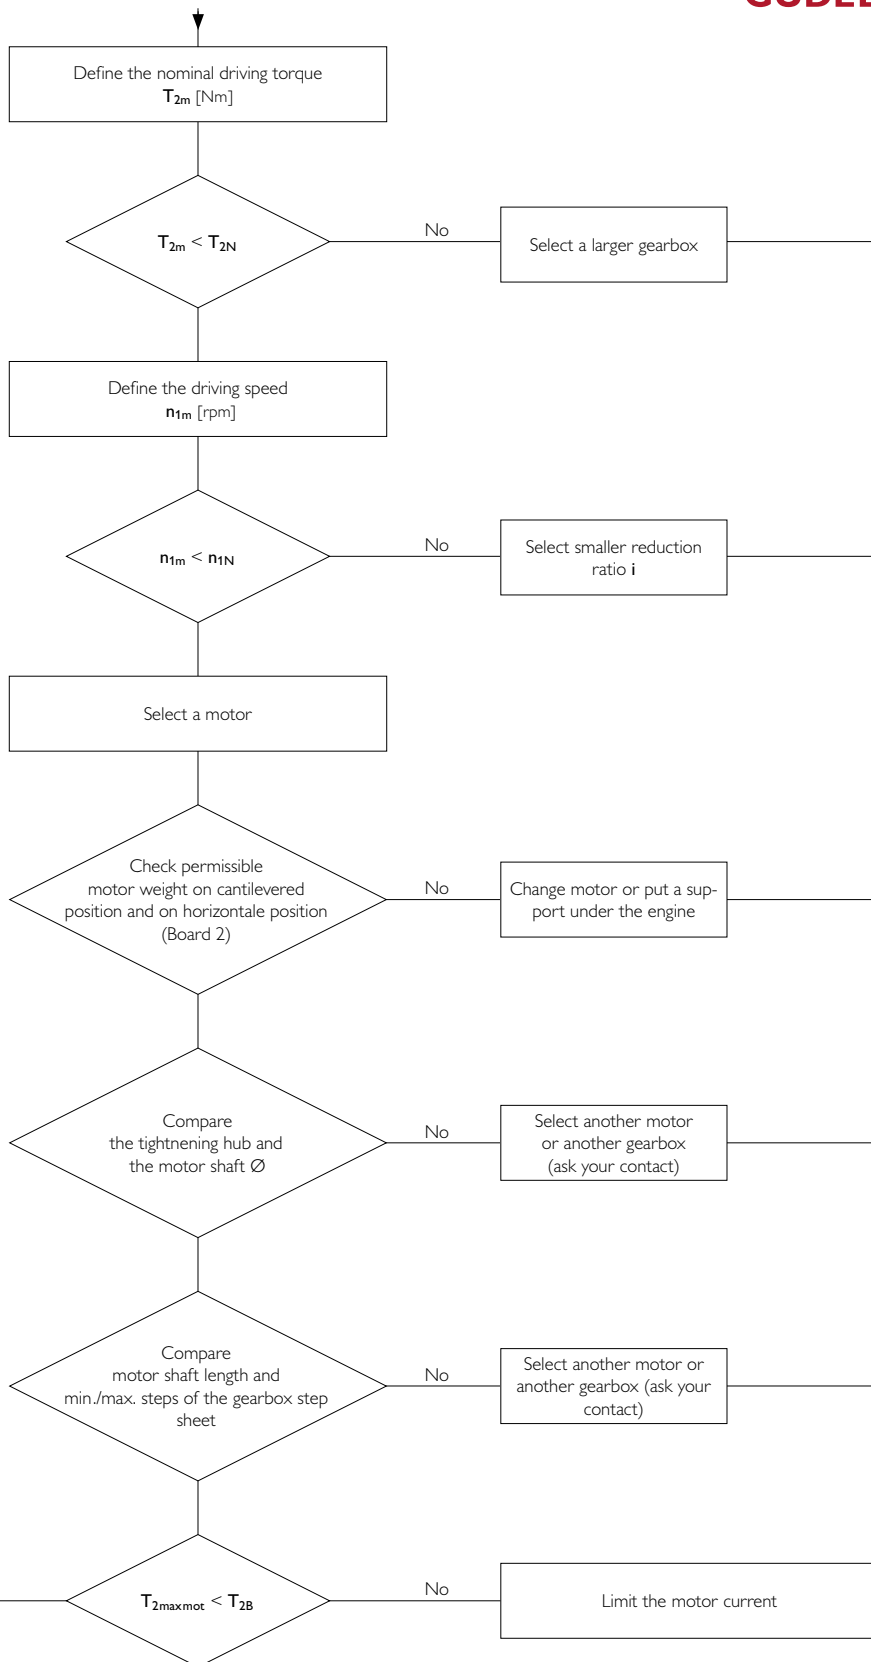 Define the nominal driving torque
T2m [Nm]
T2m < T2N
No
Select a larger gearbox
Define the driving speed
n1m [rpm]
n1m < n1N
No
Select smaller reduction
ratio i
Select a motor
Check permissible
motor weight on cantilevered
position and on horizontale position
(Board 2)
No
Change motor or put a sup-
port under the engine
Compare
the tightnening hub and
the motor shaft Ø
No
Select another motor
or another gearbox
(ask your contact)
Compare
motor shaft length and
min./max. steps of the gearbox step
sheet
No
Select another motor or
another gearbox (ask your
contact)
T2maxmot < T2B
No
Limit the motor current